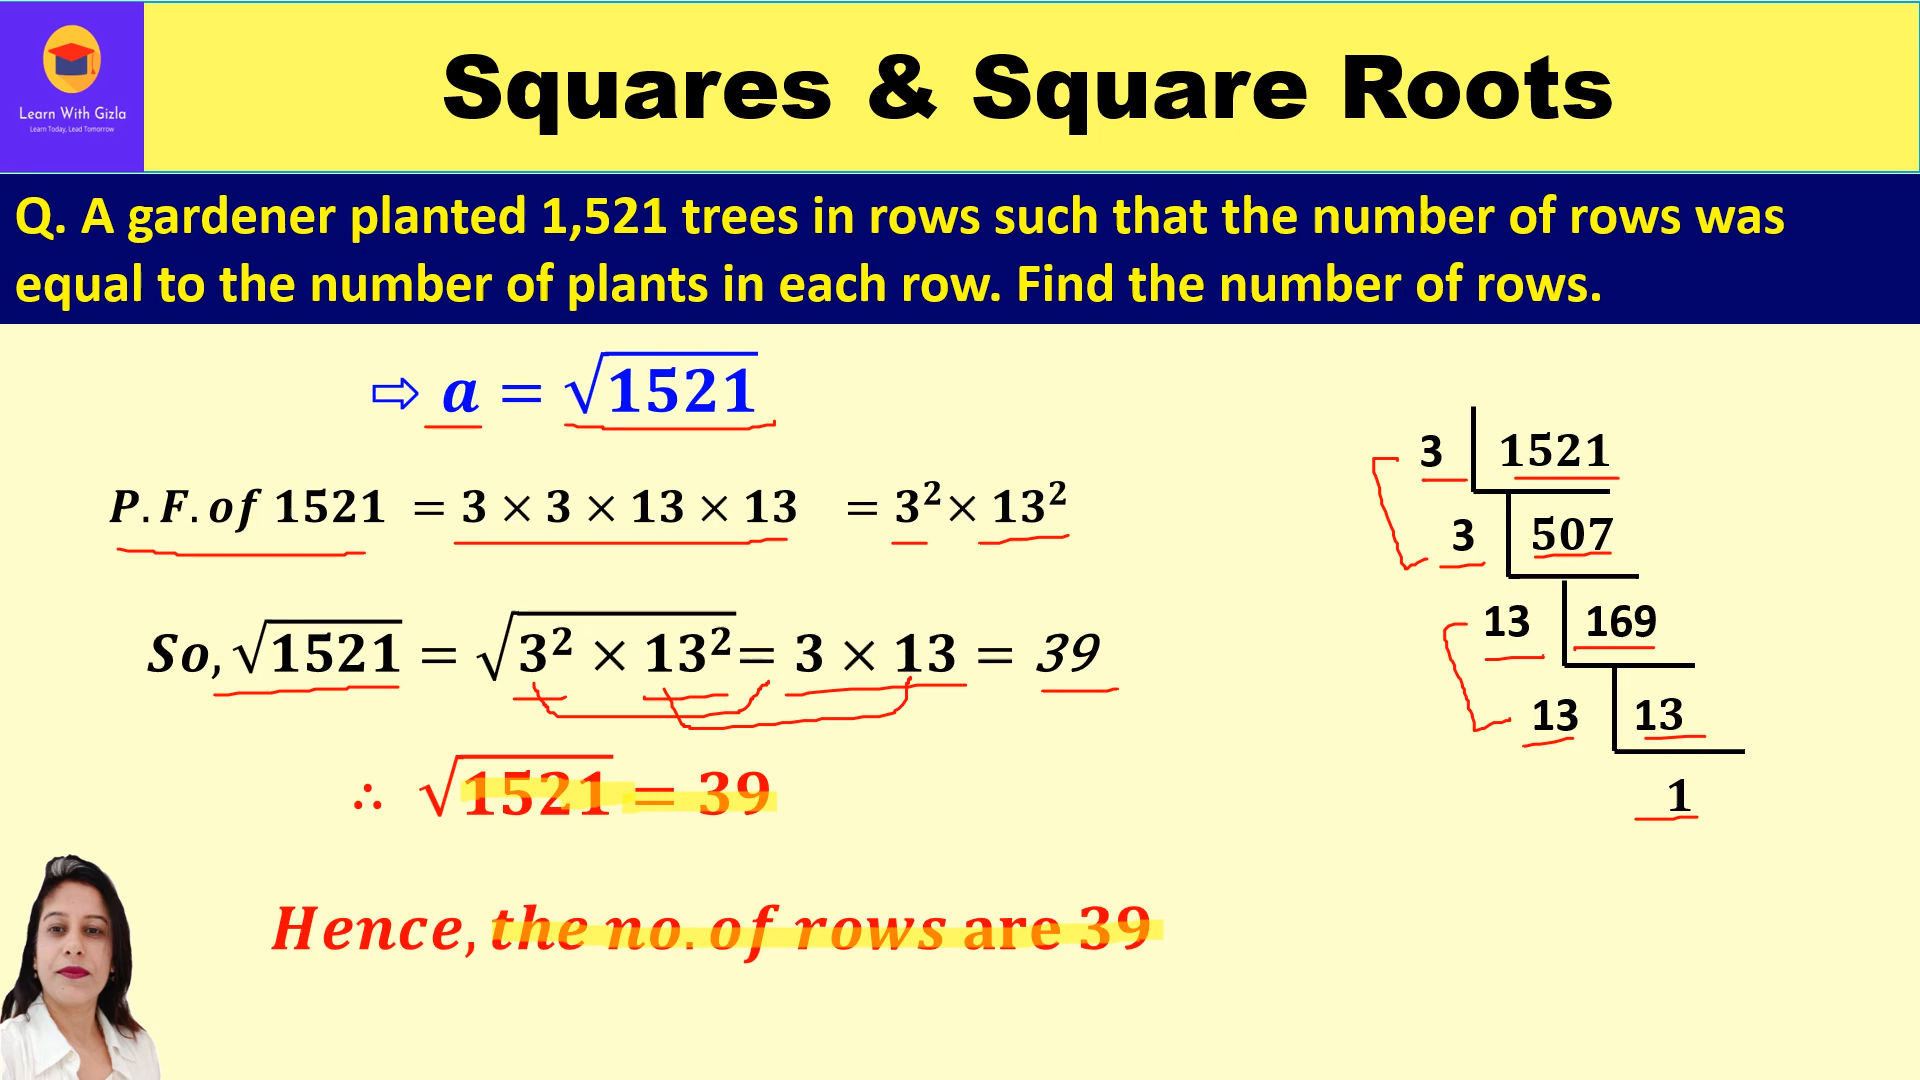 Learn With Gizla
Learn Today, Lead Tomorrow
Squares & Square Roots
Q. A gardener planted 1,521 trees in rows such that the number of rows was
equal to the number of plants in each row. Find the number of rows.
⇨ a = √1521
P.F.of 1521 = 3 × 3 × 13 × 13 = 3² × 13²
So, √1521 = √3² × 13² = 3 × 13 = 39
∴ √1521 = 39
Hence, the no. of rows are 39
3 1521
3 507
13 169
13 13
1